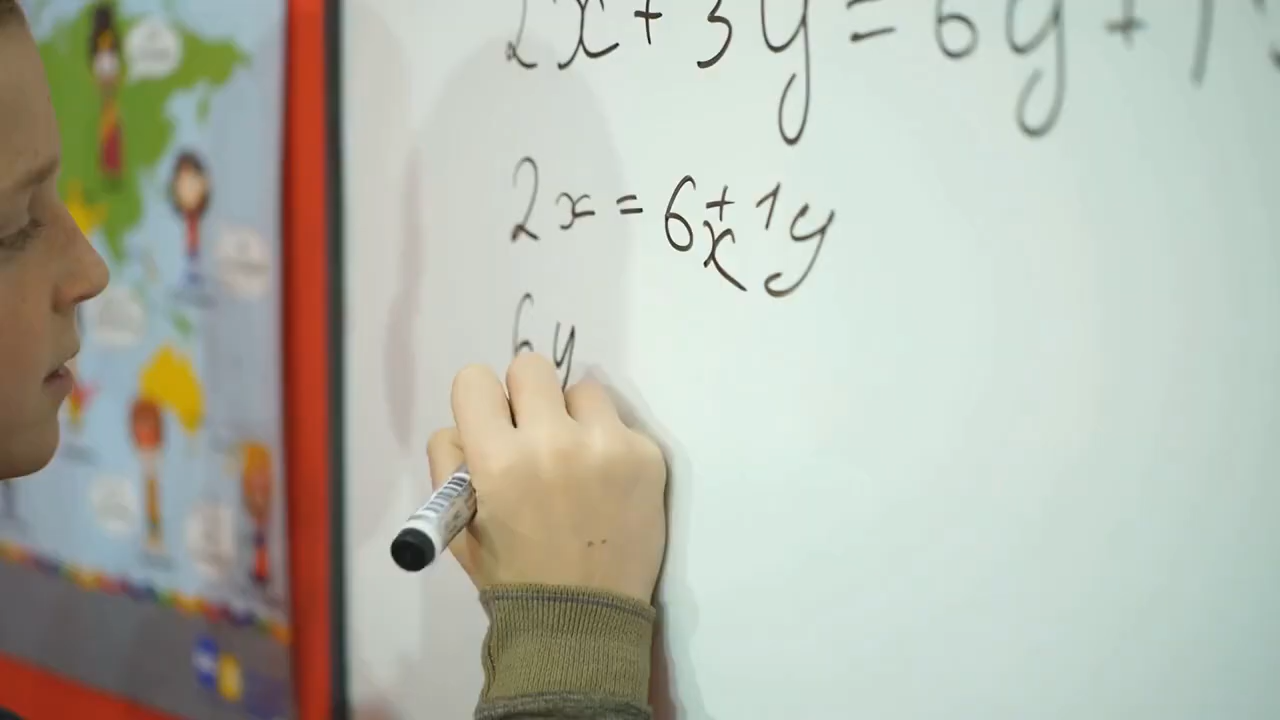 2x + 3y = 6y + 1
2x = 6x + 1y
6y